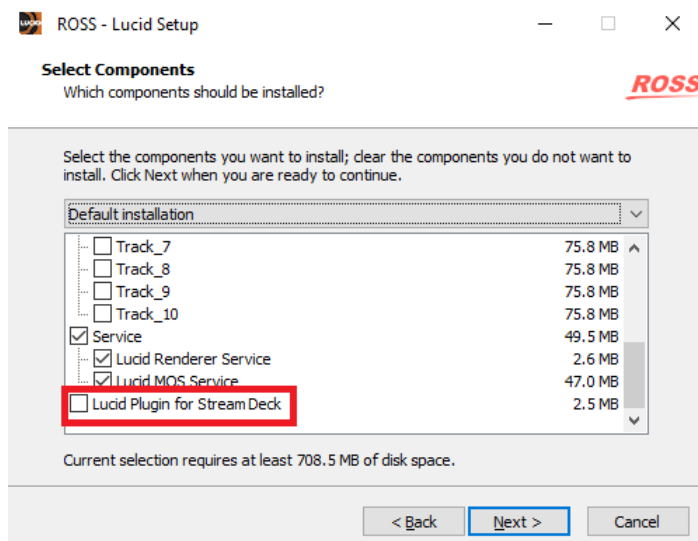 LUCID
ROSS - Lucid Setup
Select Components
Which components should be installed?
ROSS
Select the components you want to install; clear the components you do not want to
install. Click Next when you are ready to continue.
Default installation
Track_7 75.8 MB
Track_8 75.8 MB
Track_9 75.8 MB
Track_10 75.8 MB
Service 49.5 MB
Lucid Renderer Service 2.6 MB
Lucid MOS Service 47.0 MB
Lucid Plugin for Stream Deck 2.5 MB
Current selection requires at least 708.5 MB of disk space.
< Back Next > Cancel